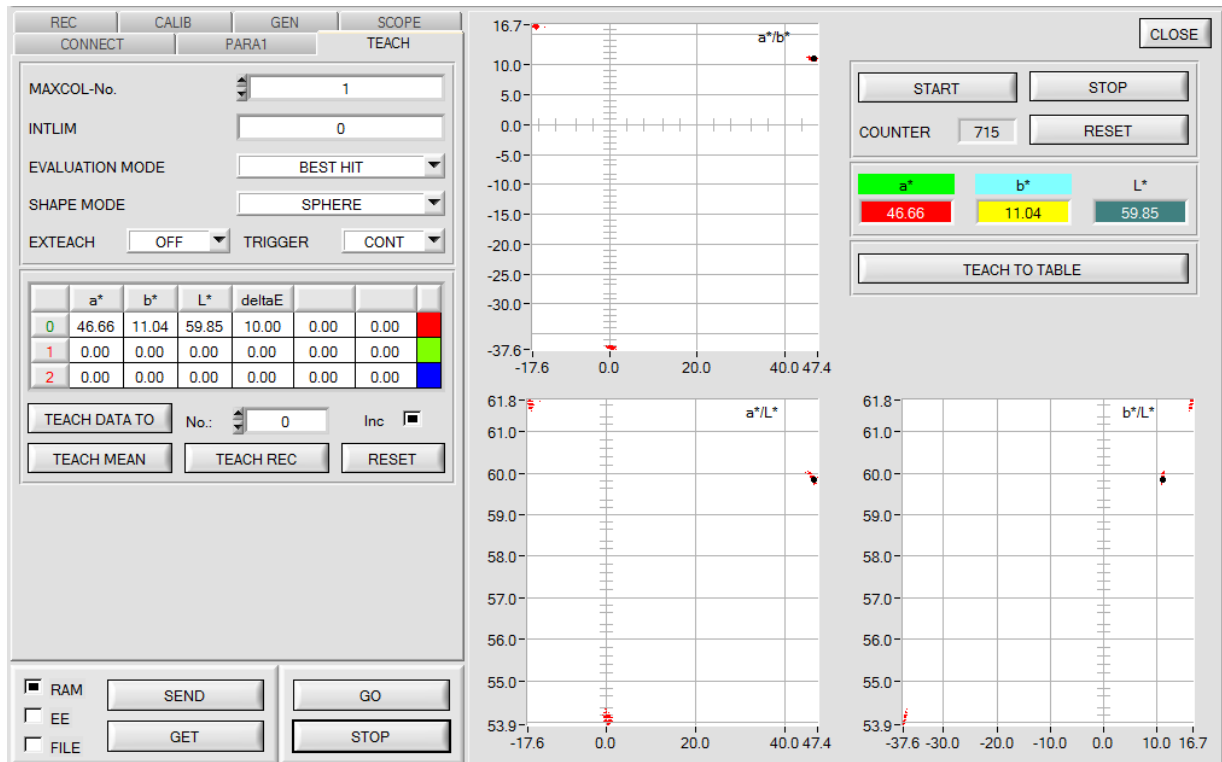 REC CALIB GEN SCOPE
CONNECT PARA1 TEACH
MAXCOL-No. 1
INTLIM 0
EVALUATION MODE BEST HIT
SHAPE MODE SPHERE
EXTEACH OFF TRIGGER CONT
a* b* L* deltaE
0 46.66 11.04 59.85 10.00 0.00 0.00
1 0.00 0.00 0.00 0.00 0.00 0.00
2 0.00 0.00 0.00 0.00 0.00 0.00
TEACH DATA TO No.: 0 Inc
TEACH MEAN TEACH REC RESET
RAM SEND GO
EE
FILE GET STOP
a*/b*
16.7
10.0
5.0
0.0
-5.0
-10.0
-15.0
-20.0
-25.0
-30.0
-37.6
-17.6 0.0 20.0 40.0 47.4
CLOSE
START STOP
COUNTER 715 RESET
a* b* L*
46.66 11.04 59.85
TEACH TO TABLE
a*/L*
61.8
61.0
60.0
59.0
58.0
57.0
56.0
55.0
53.9
-17.6 0.0 20.0 40.0 47.4
b*/L*
61.8
61.0
60.0
59.0
58.0
57.0
56.0
55.0
53.9
-37.6 -30.0 -20.0 -10.0 0.0 10.0 16.7